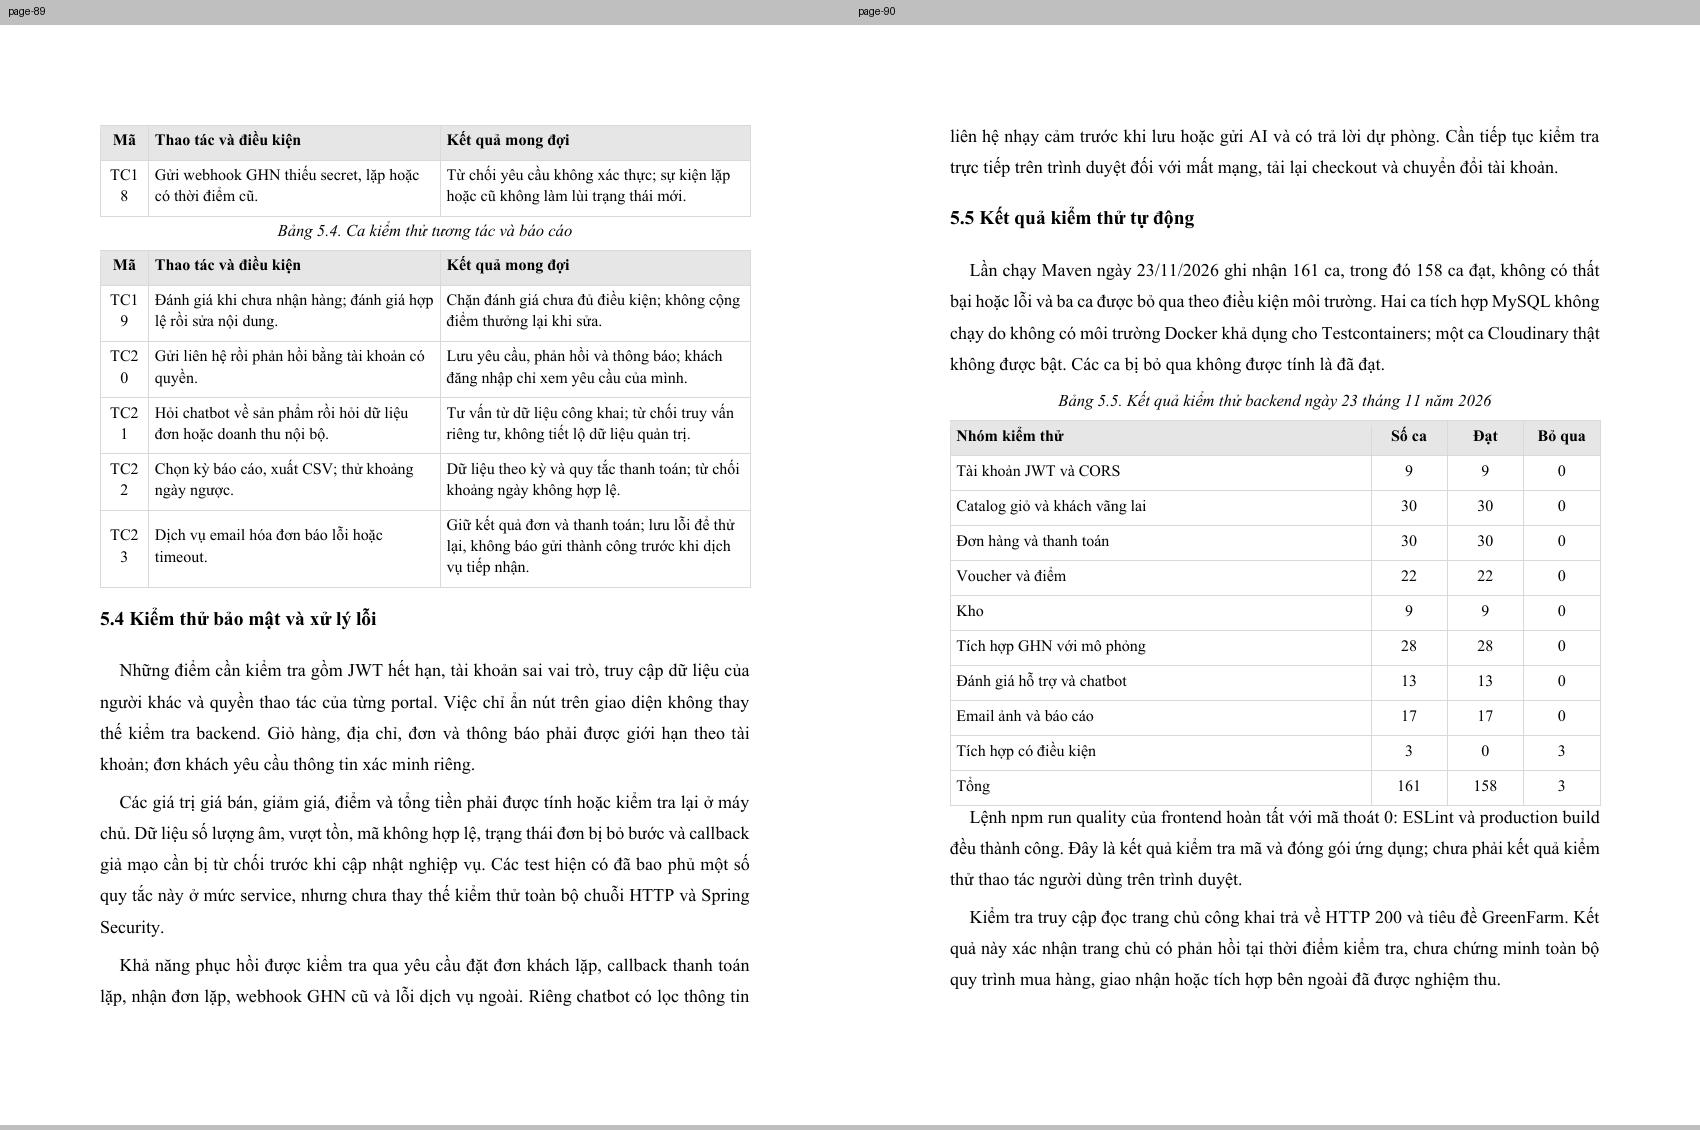 page-89
Mã Thao tác và điều kiện Kết quả mong đợi
TC1 Gửi webhook GHN thiếu secret, lặp hoặc Từ chối yêu cầu không xác thực; sự kiện lặp
8 có thời điểm cũ. hoặc cũ không làm lùi trạng thái mới.
Bảng 5.4. Ca kiểm thử tương tác và báo cáo
Mã Thao tác và điều kiện Kết quả mong đợi
TC1 Đánh giá khi chưa nhận hàng; đánh giá hợp Chặn đánh giá chưa đủ điều kiện; không cộng
9 lệ rồi sửa nội dung. điểm thưởng lại khi sửa.
TC2 Gửi liên hệ rồi phản hồi bằng tài khoản có Lưu yêu cầu, phản hồi và thông báo; khách
0 quyền. đăng nhập chỉ xem yêu cầu của mình.
TC2 Hỏi chatbot về sản phẩm rồi hỏi dữ liệu Tư vấn từ dữ liệu công khai; từ chối truy vấn
1 đơn hoặc doanh thu nội bộ. riêng tư, không tiết lộ dữ liệu quản trị.
TC2 Chọn kỳ báo cáo, xuất CSV; thử khoảng Dữ liệu theo kỳ và quy tắc thanh toán; từ chối
2 ngày ngược. khoảng ngày không hợp lệ.
TC2 Dịch vụ email hóa đơn báo lỗi hoặc Giữ kết quả đơn và thanh toán; lưu lỗi để thử
3 timeout. lại, không báo gửi thành công trước khi dịch
vụ tiếp nhận.
5.4 Kiểm thử bảo mật và xử lý lỗi
Những điểm cần kiểm tra gồm JWT hết hạn, tài khoản sai vai trò, truy cập dữ liệu của
người khác và quyền thao tác của từng portal. Việc chỉ ẩn nút trên giao diện không thay
thế kiểm tra backend. Giỏ hàng, địa chỉ, đơn và thông báo phải được giới hạn theo tài
khoản; đơn khách yêu cầu thông tin xác minh riêng.
Các giá trị giá bán, giảm giá, điểm và tổng tiền phải được tính hoặc kiểm tra lại ở máy
chủ. Dữ liệu số lượng âm, vượt tồn, mã không hợp lệ, trạng thái đơn bị bỏ bước và callback
giả mạo cần bị từ chối trước khi cập nhật nghiệp vụ. Các test hiện có đã bao phủ một số
quy tắc này ở mức service, nhưng chưa thay thế kiểm thử toàn bộ chuỗi HTTP và Spring
Security.
Khả năng phục hồi được kiểm tra qua yêu cầu đặt đơn khách lặp, callback thanh toán
lặp, nhận đơn lặp, webhook GHN cũ và lỗi dịch vụ ngoài. Riêng chatbot có lọc thông tin
page-90
liên hệ nhạy cảm trước khi lưu hoặc gửi AI và có trả lời dự phòng. Cần tiếp tục kiểm tra
trực tiếp trên trình duyệt đối với mất mạng, tải lại checkout và chuyển đổi tài khoản.
5.5 Kết quả kiểm thử tự động
Lần chạy Maven ngày 23/11/2026 ghi nhận 161 ca, trong đó 158 ca đạt, không có thất
bại hoặc lỗi và ba ca được bỏ qua theo điều kiện môi trường. Hai ca tích hợp MySQL không
chạy do không có môi trường Docker khả dụng cho Testcontainers; một ca Cloudinary thật
không được bật. Các ca bị bỏ qua không được tính là đã đạt.
Bảng 5.5. Kết quả kiểm thử backend ngày 23 tháng 11 năm 2026
Nhóm kiểm thử Số ca Đạt Bỏ qua
Tài khoản JWT và CORS 9 9 0
Catalog giỏ và khách vãng lai 30 30 0
Đơn hàng và thanh toán 30 30 0
Voucher và điểm 22 22 0
Kho 9 9 0
Tích hợp GHN với mô phỏng 28 28 0
Đánh giá hỗ trợ và chatbot 13 13 0
Email ảnh và báo cáo 17 17 0
Tích hợp có điều kiện 3 0 3
Tổng 161 158 3
Lệnh npm run quality của frontend hoàn tất với mã thoát 0: ESLint và production build
đều thành công. Đây là kết quả kiểm tra mã và đóng gói ứng dụng; chưa phải kết quả kiểm
thử thao tác người dùng trên trình duyệt.
Kiểm tra truy cập đọc trang chủ công khai trả về HTTP 200 và tiêu đề GreenFarm. Kết
quả này xác nhận trang chủ có phản hồi tại thời điểm kiểm tra, chưa chứng minh toàn bộ
quy trình mua hàng, giao nhận hoặc tích hợp bên ngoài đã được nghiệm thu.